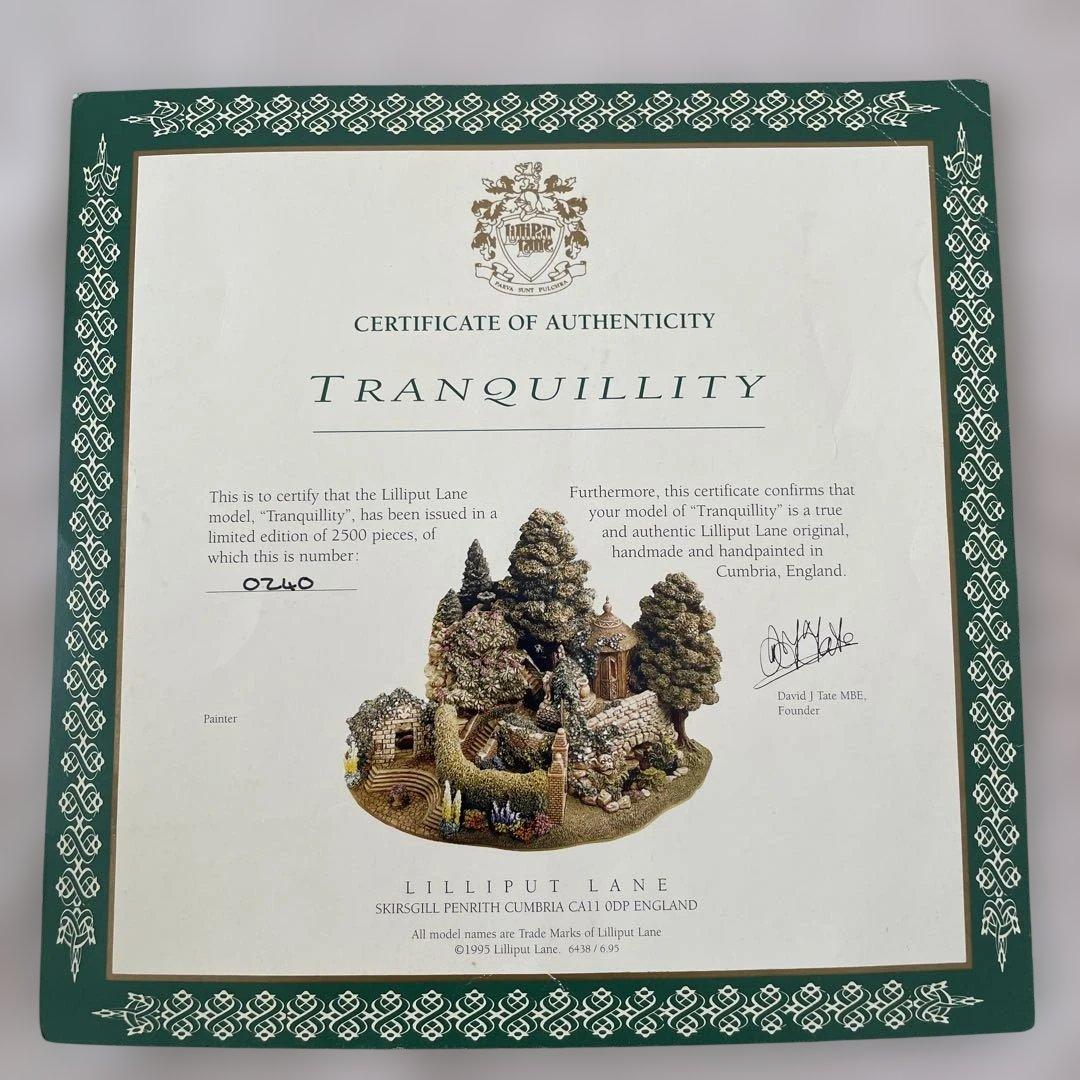 Lilliput Lane
PARVA SUNT PULCHRA
CERTIFICATE OF AUTHENTICITY
TRANQUILLITY
This is to certify that the Lilliput Lane
model, “Tranquillity”, has been issued in a
limited edition of 2500 pieces, of
which this is number:
0240
Furthermore, this certificate confirms that
your model of “Tranquillity” is a true
and authentic Lilliput Lane original,
handmade and handpainted in
Cumbria, England.
David J Tate MBE,
Founder
Painter
LILLIPUT LANE
SKIRSGILL PENRITH CUMBRIA CA11 0DP ENGLAND
All model names are Trade Marks of Lilliput Lane
©1995 Lilliput Lane. 6438 / 6.95